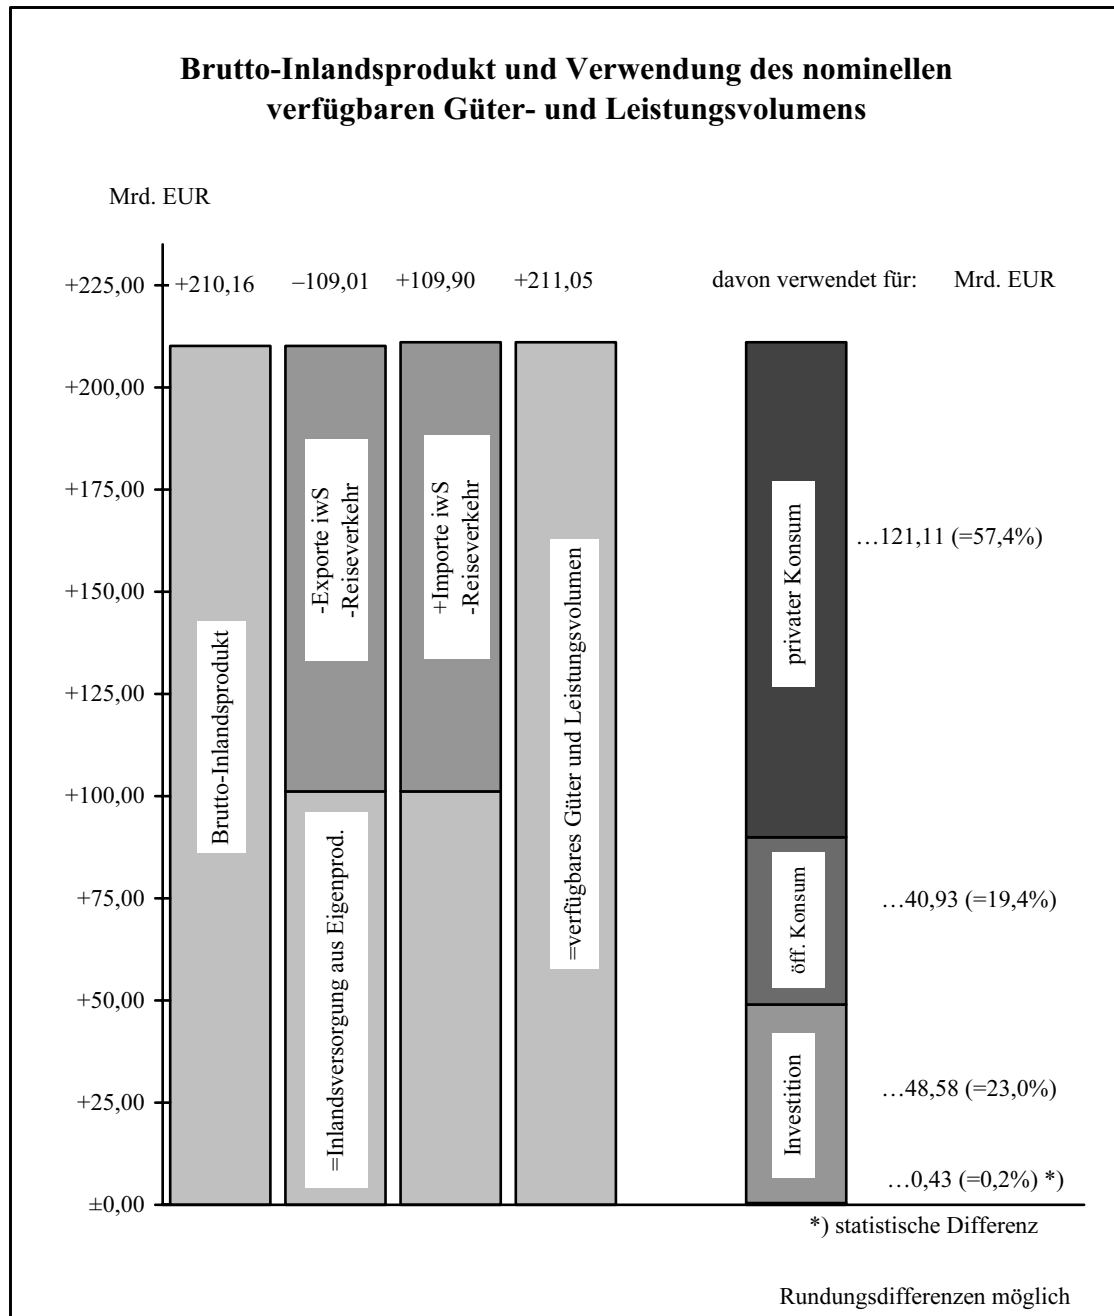 Brutto-Inlandsprodukt und Verwendung des nominellen
verfügbaren Güter- und Leistungsvolumens
Mrd. EUR
+225,00
+200,00
+175,00
+150,00
+125,00
+100,00
+75,00
+50,00
+25,00
±0,00
+210,16
–109,01
+109,90
+211,05
davon verwendet für:
Mrd. EUR
Brutto-Inlandsprodukt
-Exporte iwS
-Reiseverkehr
=Inlandsversorgung aus Eigenprod.
+Importe iwS
-Reiseverkehr
=verfügbares Güter und Leistungsvolumen
privater Konsum
öff. Konsum
Investition
…121,11 (=57,4%)
…40,93 (=19,4%)
…48,58 (=23,0%)
…0,43 (=0,2%) *)
*) statistische Differenz
Rundungsdifferenzen möglich